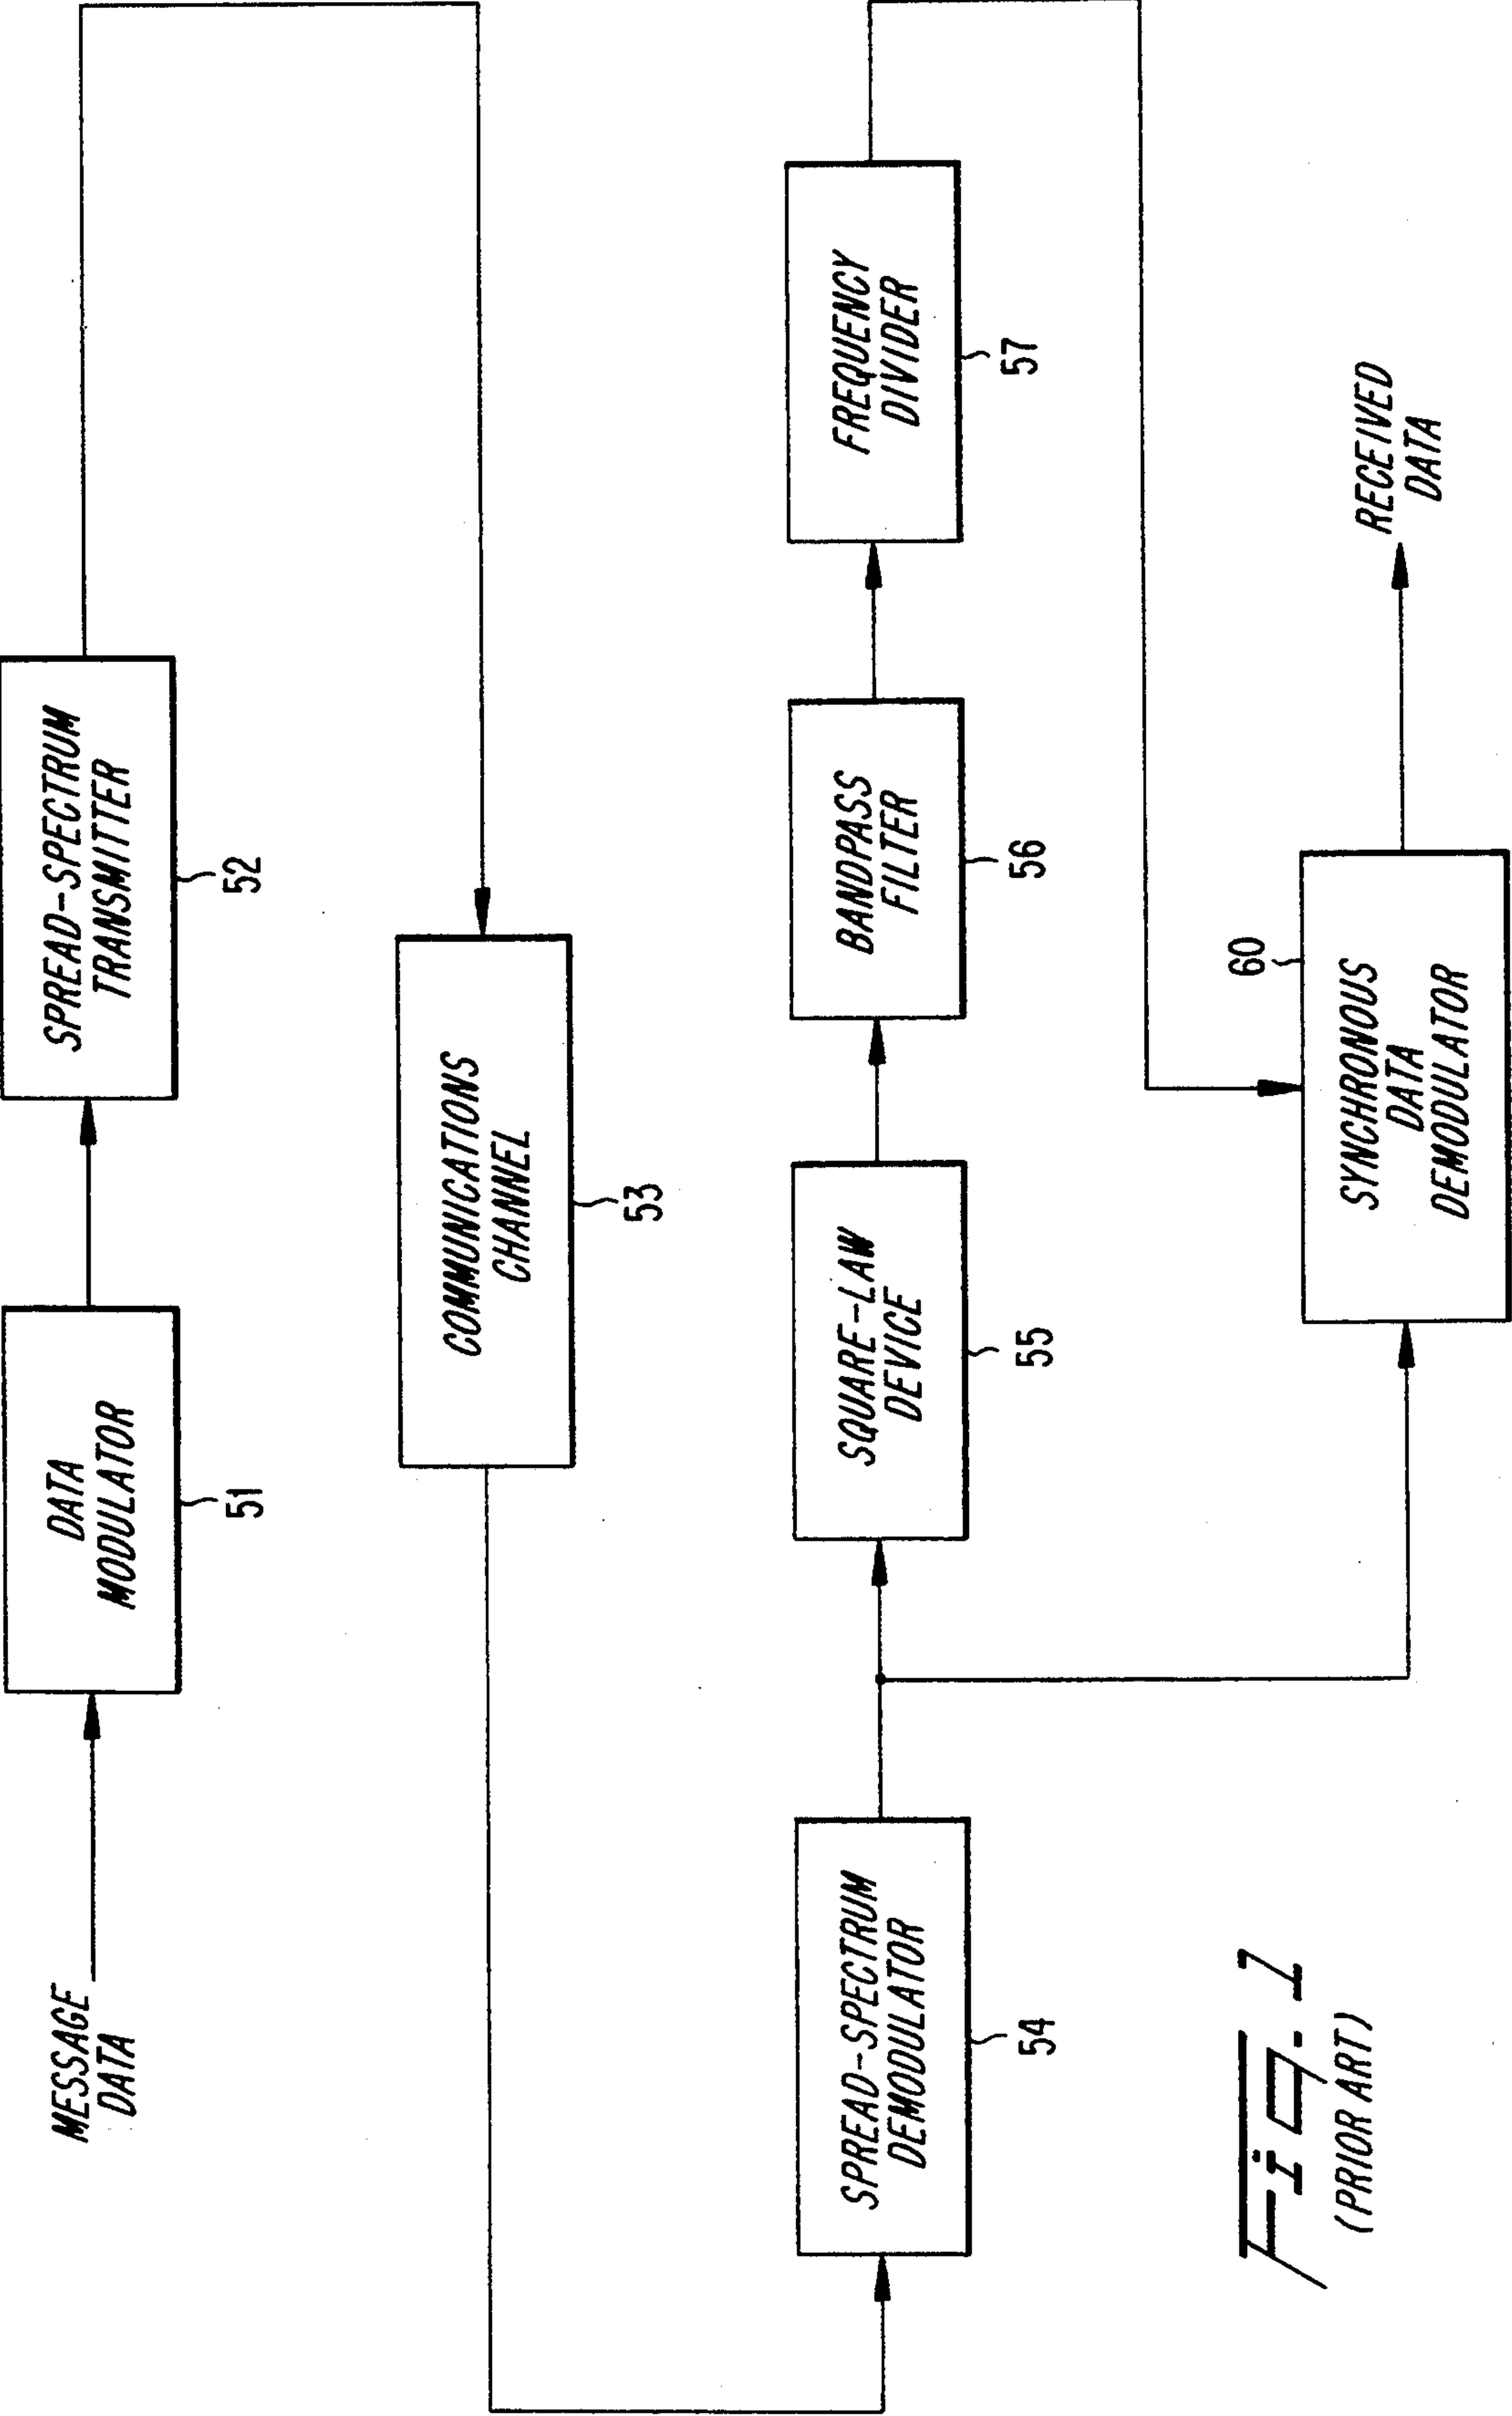 MESSAGE
DATA
DATA
MODULATOR
51
SPREAD-SPECTRUM
TRANSMITTER
52
COMMUNICATIONS
CHANNEL
53
SPREAD-SPECTRUM
DEMODULATOR
54
SQUARE-LAW
DEVICE
55
BANDPASS
FILTER
56
FREQUENCY
DIVIDER
57
60
SYNCHRONOUS
DATA
DEMODULATOR
RECEIVED
DATA
Fig. 1
(PRIOR ART)